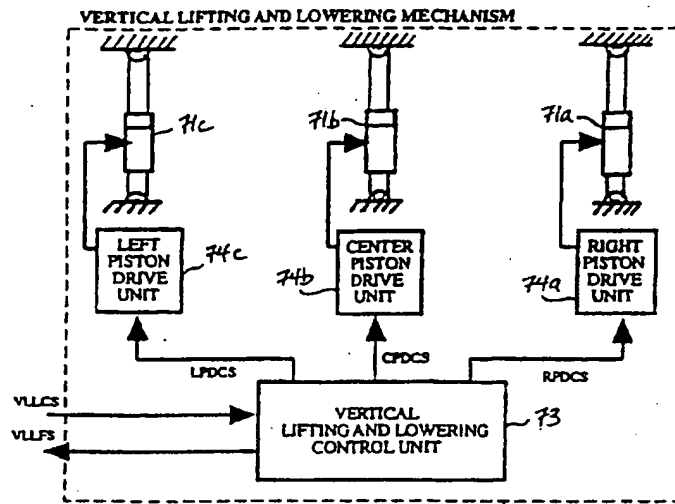 VERTICAL LIFTING AND LOWERING MECHANISM
71c
71b
71a
LEFT
PISTON
DRIVE
UNIT
74c
CENTER
PISTON
DRIVE
UNIT
74b
RIGHT
PISTON
DRIVE
UNIT
74a
LPDCS
CPDCS
RPDCS
VLLCS
VLLFS
VERTICAL
LIFTING AND LOWERING
CONTROL UNIT
73